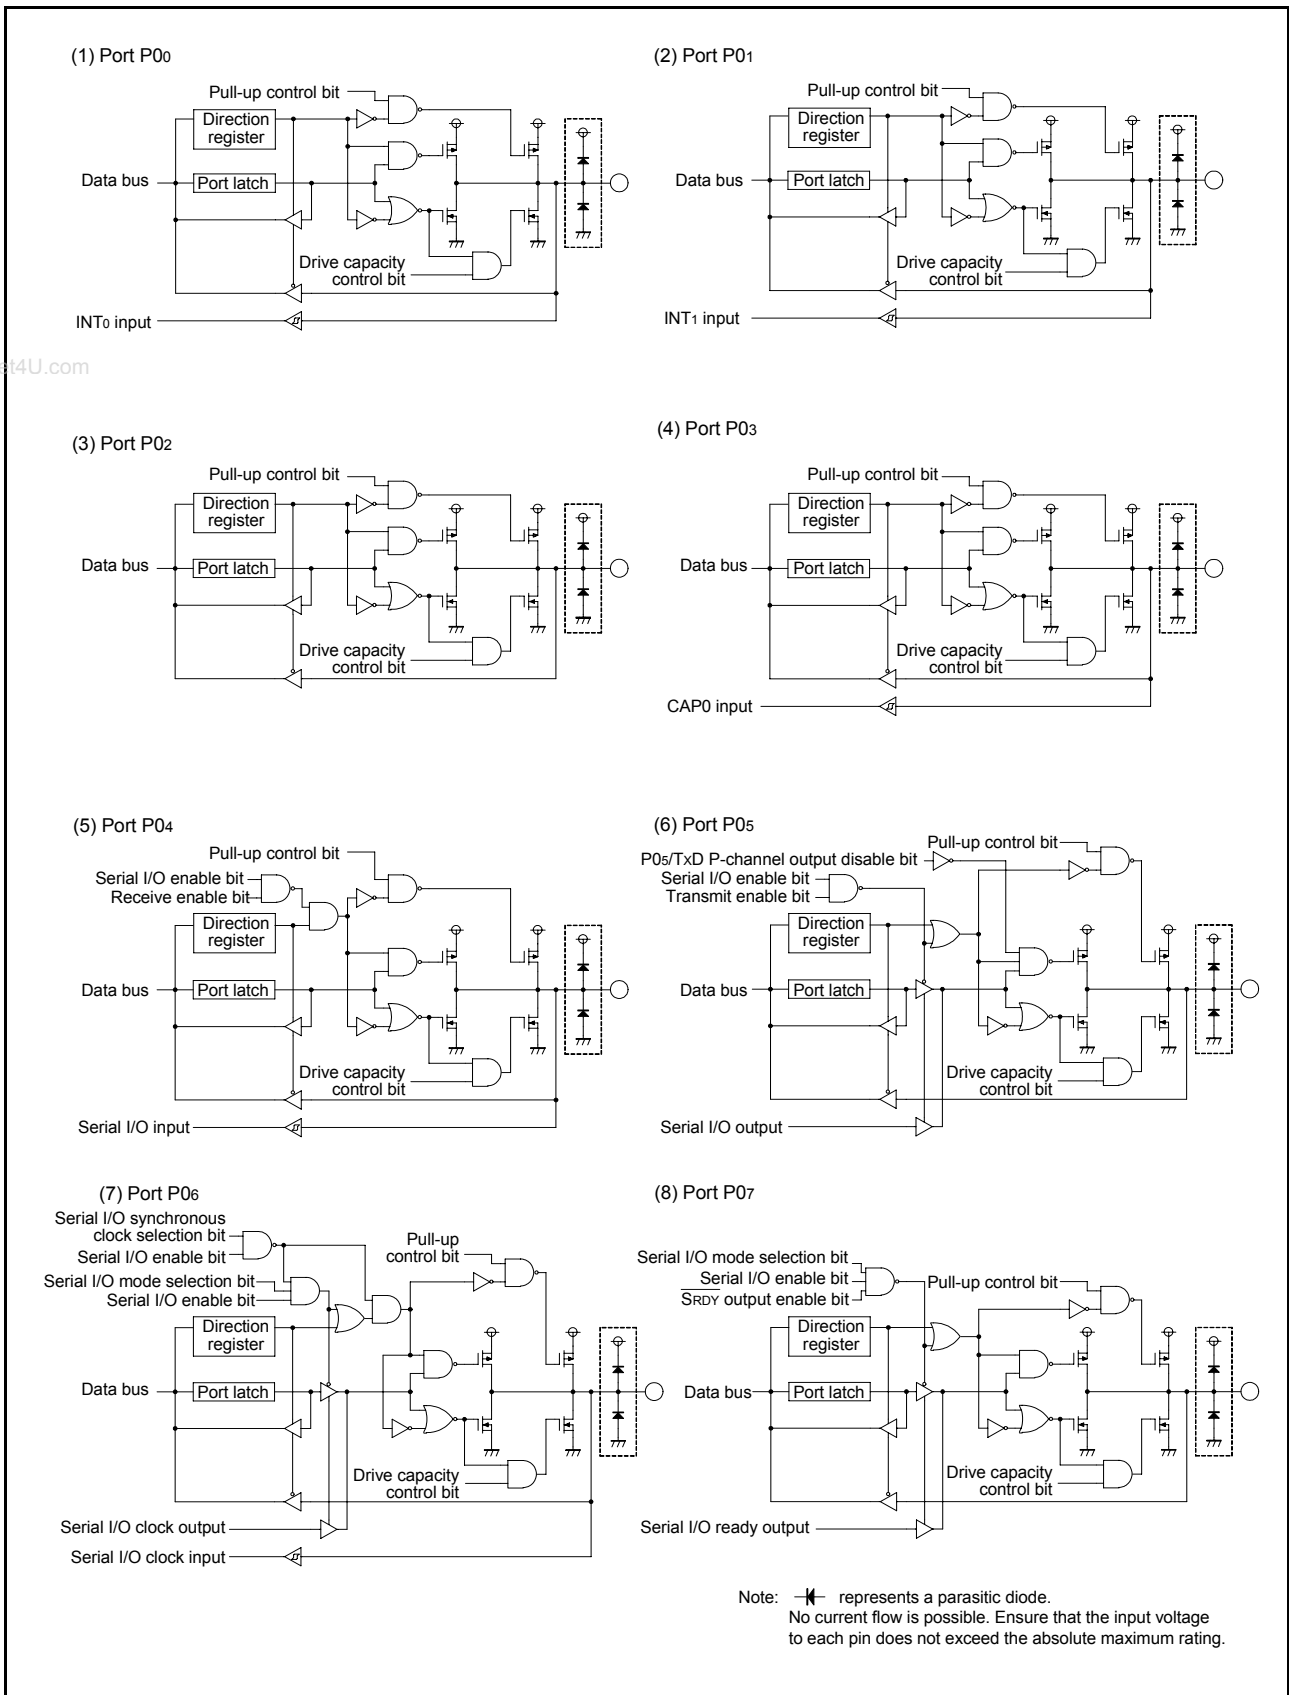 (1) Port P00
Pull-up control bit
Direction
register
Data bus
Port latch
Drive capacity
control bit
INT0 input
(2) Port P01
Pull-up control bit
Direction
register
Data bus
Port latch
Drive capacity
control bit
INT1 input
et4U.com
(3) Port P02
Pull-up control bit
Direction
register
Data bus
Port latch
Drive capacity
control bit
(4) Port P03
Pull-up control bit
Direction
register
Data bus
Port latch
Drive capacity
control bit
CAP0 input
(5) Port P04
Pull-up control bit
Serial I/O enable bit
Receive enable bit
Direction
register
Data bus
Port latch
Drive capacity
control bit
Serial I/O input
(6) Port P05
Pull-up control bit
P05/TxD P-channel output disable bit
Serial I/O enable bit
Transmit enable bit
Direction
register
Data bus
Port latch
Drive capacity
control bit
Serial I/O output
(7) Port P06
Serial I/O synchronous
clock selection bit
Serial I/O enable bit
Pull-up
control bit
Serial I/O mode selection bit
Serial I/O enable bit
Direction
register
Data bus
Port latch
Drive capacity
control bit
Serial I/O clock output
Serial I/O clock input
(8) Port P07
Serial I/O mode selection bit
Serial I/O enable bit
SRDY output enable bit
Pull-up control bit
Direction
register
Data bus
Port latch
Drive capacity
control bit
Serial I/O ready output
Note: represents a parasitic diode.
No current flow is possible. Ensure that the input voltage
to each pin does not exceed the absolute maximum rating.